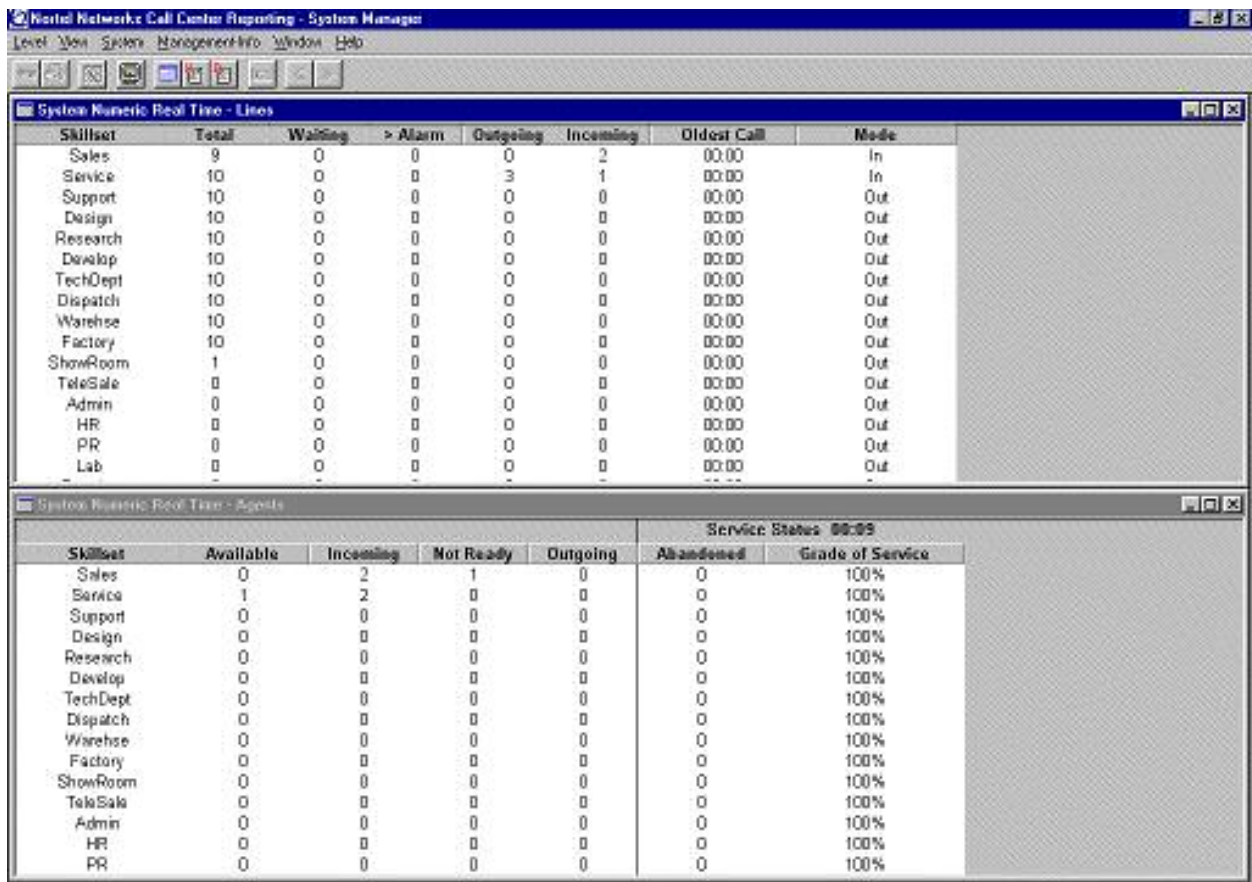 Nortel Networks Call Center Reporting - System Manager
Level View System Management-Info Window Help
System Numeric Real Time - Lines
Skillset Total Waiting > Alarm Outgoing Incoming Oldest Call Mode
Sales 9 0 0 0 2 00:00 In
Service 10 0 0 3 1 00:00 In
Support 10 0 0 0 0 00:00 Out
Design 10 0 0 0 0 00:00 Out
Research 10 0 0 0 0 00:00 Out
Develop 10 0 0 0 0 00:00 Out
TechDept 10 0 0 0 0 00:00 Out
Dispatch 10 0 0 0 0 00:00 Out
Warehse 10 0 0 0 0 00:00 Out
Factory 10 0 0 0 0 00:00 Out
ShowRoom 1 0 0 0 0 00:00 Out
TeleSale 0 0 0 0 0 00:00 Out
Admin 0 0 0 0 0 00:00 Out
HR 0 0 0 0 0 00:00 Out
PR 0 0 0 0 0 00:00 Out
Lab 0 0 0 0 0 00:00 Out
System Numeric Real Time - Agents
Service Status 00:09
Skillset Available Incoming Not Ready Outgoing Abandoned Grade of Service
Sales 0 2 1 0 0 100%
Service 1 2 0 0 0 100%
Support 0 0 0 0 0 100%
Design 0 0 0 0 0 100%
Research 0 0 0 0 0 100%
Develop 0 0 0 0 0 100%
TechDept 0 0 0 0 0 100%
Dispatch 0 0 0 0 0 100%
Warehse 0 0 0 0 0 100%
Factory 0 0 0 0 0 100%
ShowRoom 0 0 0 0 0 100%
TeleSale 0 0 0 0 0 100%
Admin 0 0 0 0 0 100%
HR 0 0 0 0 0 100%
PR 0 0 0 0 0 100%